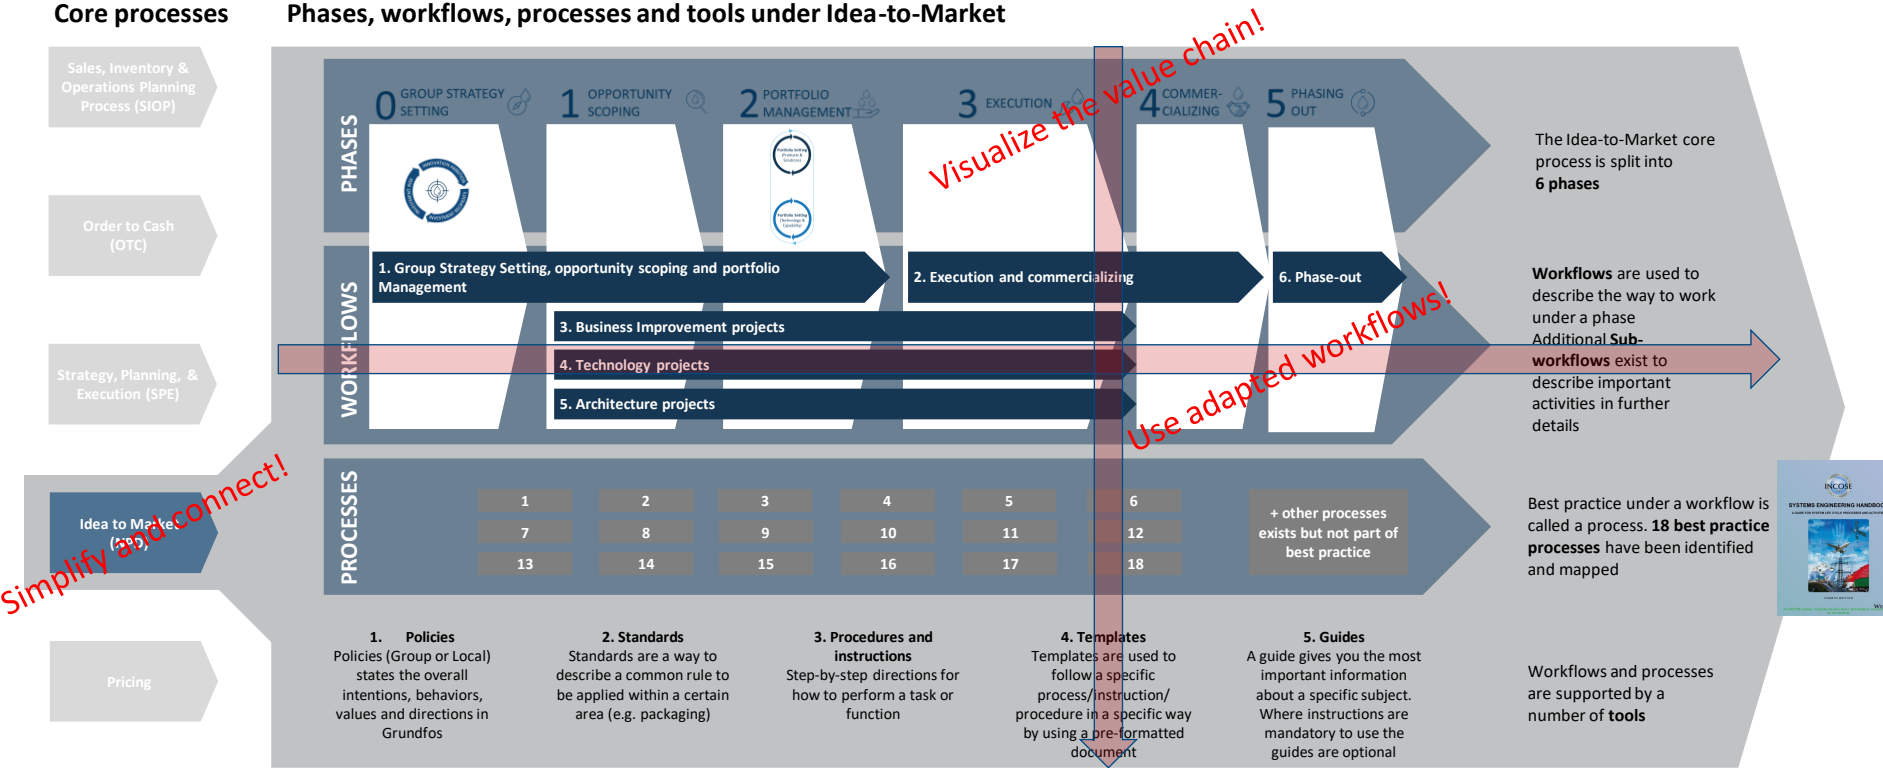 Core processes
Phases, workflows, processes and tools under Idea-to-Market
Sales, Inventory &
Operations Planning
Process (SIOP)
Order to Cash
(OTC)
Strategy, Planning, &
Execution (SPE)
Idea to Market
(NPD)
Pricing
Simplify and connect!
PHASES
0 GROUP STRATEGY
SETTING
1 OPPORTUNITY
SCOPING
2 PORTFOLIO
MANAGEMENT
3 EXECUTION
4 COMMER-
CIALIZING
5 PHASING
OUT
Visualize the value chain!
Portfolio Setting
(Products &
Solutions)
Portfolio Setting
(Technology &
Capability)
The Idea-to-Market core
process is split into
6 phases
WORKFLOWS
1. Group Strategy Setting, opportunity scoping and portfolio
Management
2. Execution and commercializing
6. Phase-out
3. Business Improvement projects
4. Technology projects
5. Architecture projects
Use adapted workflows!
Workflows are used to
describe the way to work
under a phase
Additional Sub-
workflows exist to
describe important
activities in further
details
PROCESSES
1 2 3 4 5 6
7 8 9 10 11 12
13 14 15 16 17 18
+ other processes
exists but not part of
best practice
Best practice under a workflow is
called a process. 18 best practice
processes have been identified
and mapped
INCOSE
SYSTEMS ENGINEERING HANDBOO
1. Policies
Policies (Group or Local)
states the overall
intentions, behaviors,
values and directions in
Grundfos
2. Standards
Standards are a way to
describe a common rule to
be applied within a certain
area (e.g. packaging)
3. Procedures and
instructions
Step-by-step directions for
how to perform a task or
function
4. Templates
Templates are used to
follow a specific
process/instruction/
procedure in a specific way
by using a pre-formatted
document
5. Guides
A guide gives you the most
important information
about a specific subject.
Where instructions are
mandatory to use the
guides are optional
Workflows and processes
are supported by a
number of tools